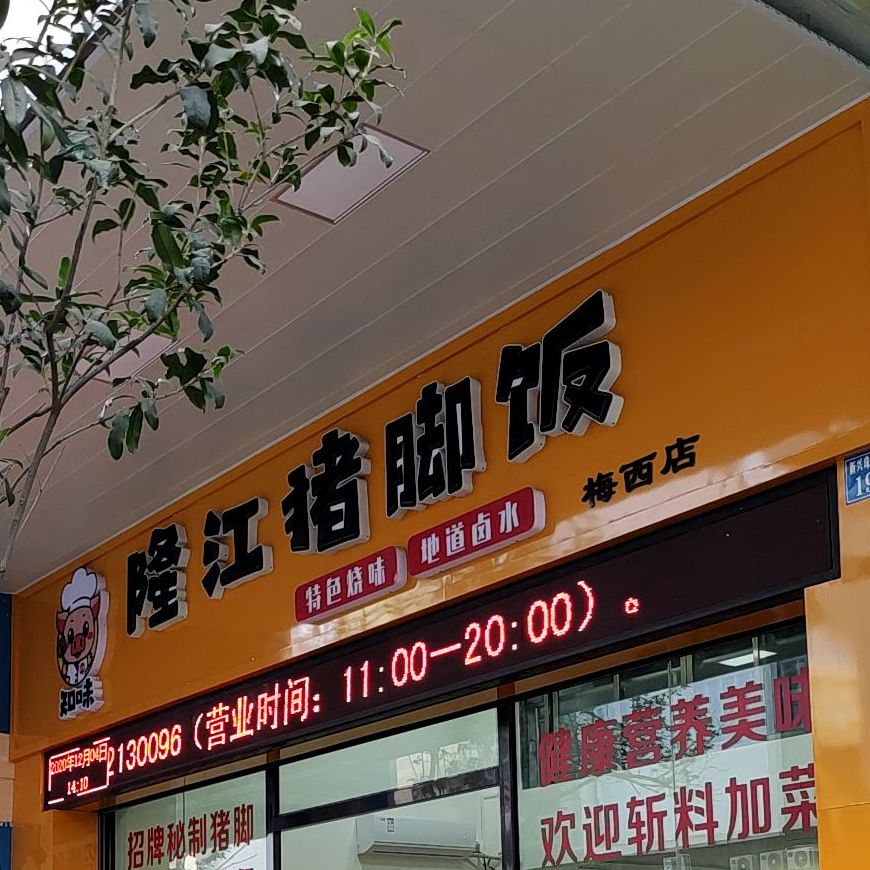 隆江猪脚饭
特色烧味 地道卤水
梅西店
知味
2020年12月04日
14:10
2130096（营业时间：11:00—20:00）。
招牌秘制猪脚
健康营养美味
欢迎斩料加菜
19